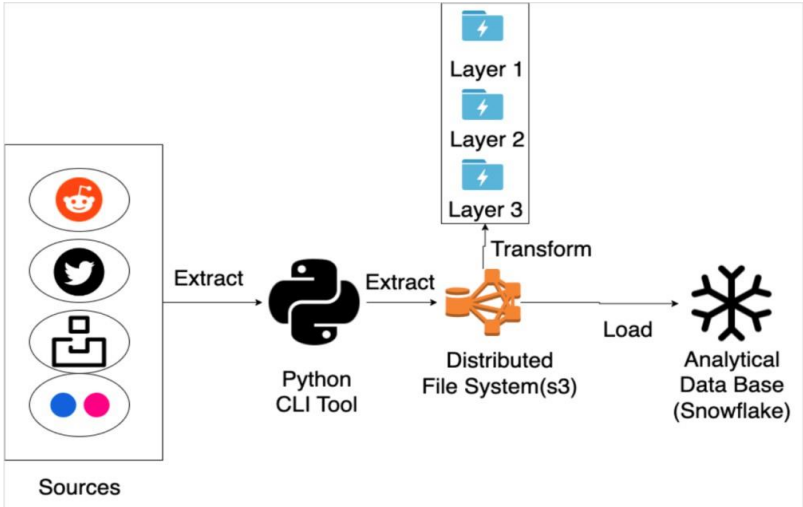 Layer 1
Layer 2
Layer 3
Transform
Extract
Extract
Load
Python
CLI Tool
Distributed
File System(s3)
Analytical
Data Base
(Snowflake)
Sources